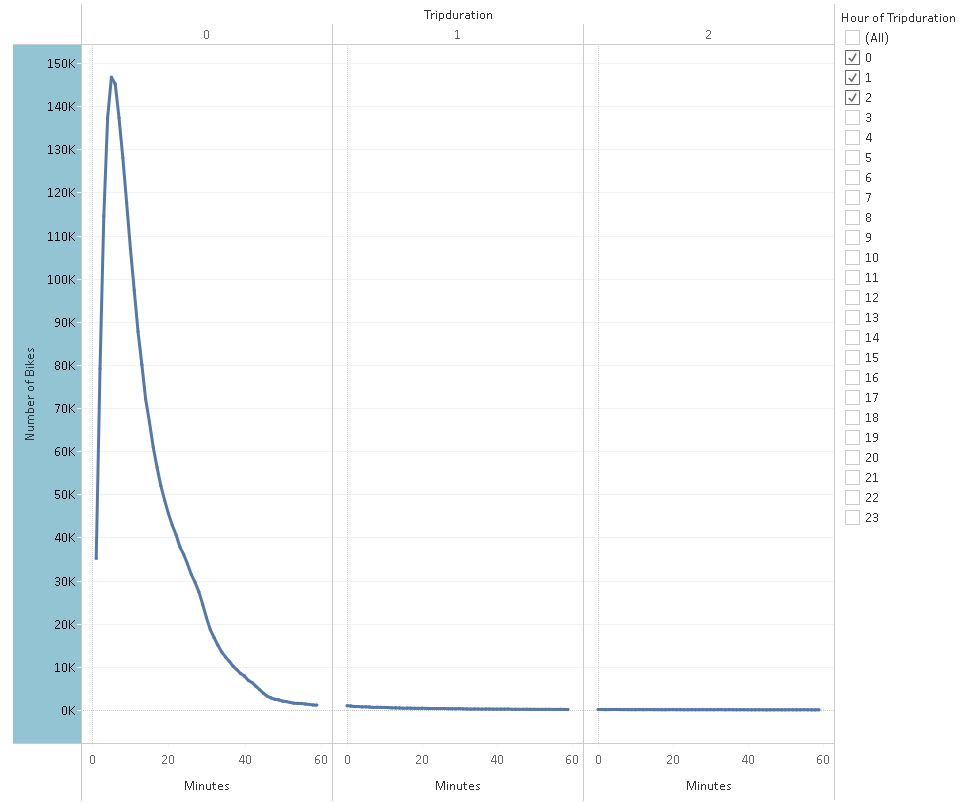 Tripduration
0 1 2
150K
140K
130K
120K
110K
100K
90K
80K
70K
60K
50K
40K
30K
20K
10K
0K
Number of Bikes
0 20 40 60 0 20 40 60 0 20 40 60
Minutes Minutes Minutes
Hour of Tripduration
(All)
0
1
2
3
4
5
6
7
8
9
10
11
12
13
14
15
16
17
18
19
20
21
22
23